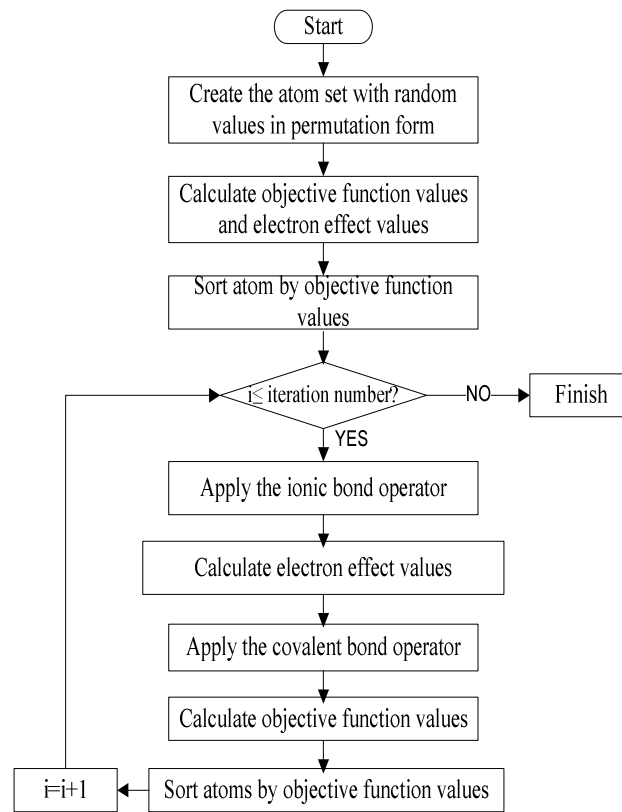 Start
Create the atom set with random
values in permutation form
Calculate objective function values
and electron effect values
Sort atom by objective function
values
i≤ iteration number?
NO
Finish
YES
Apply the ionic bond operator
Calculate electron effect values
Apply the covalent bond operator
Calculate objective function values
Sort atoms by objective function values
i=i+1